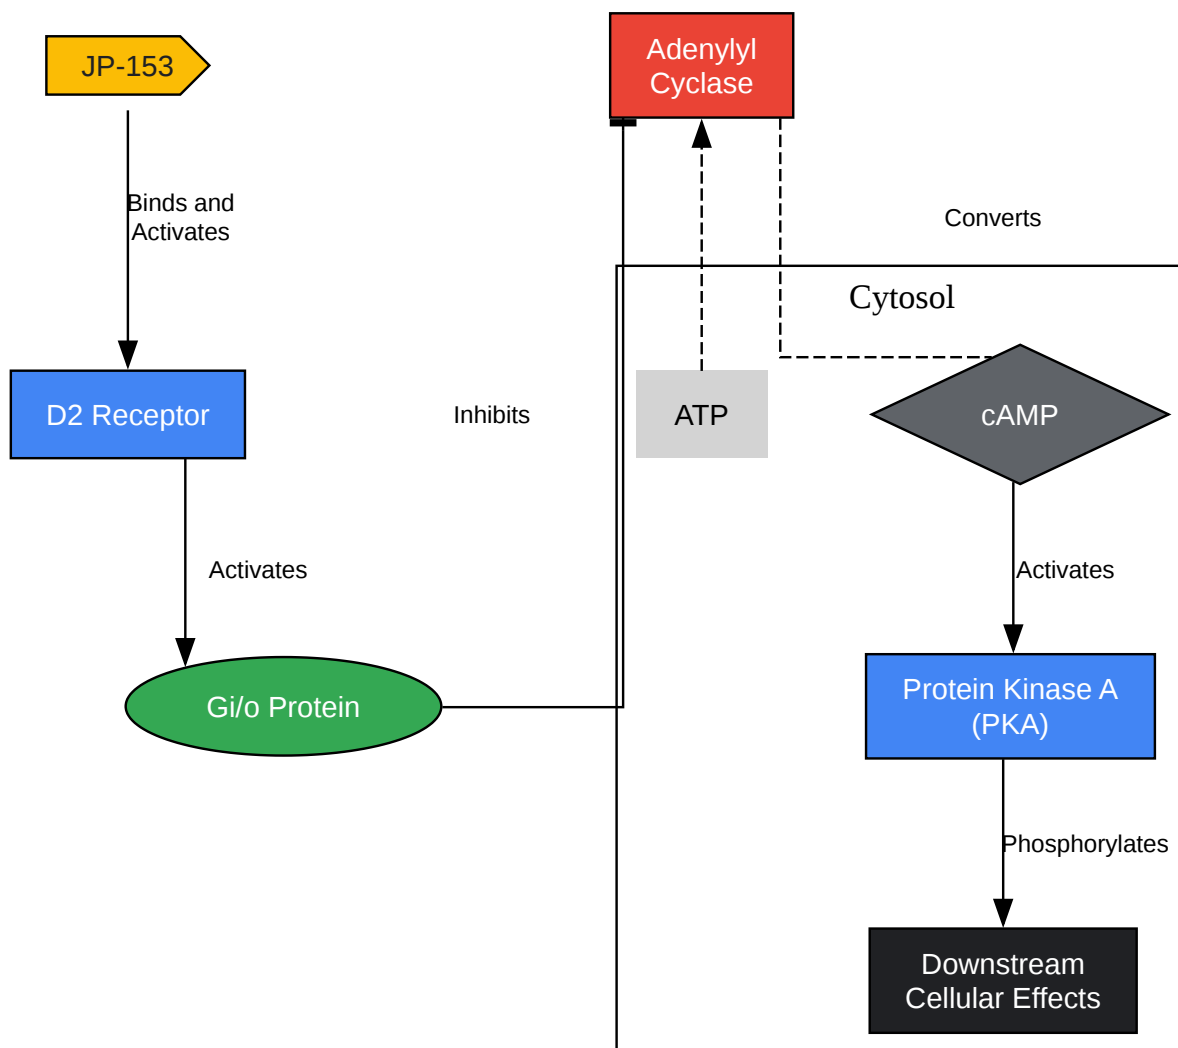 JP-153
Adenylyl
Cyclase
Binds and
Activates
Converts
Cytosol
D2 Receptor
Inhibits
ATP
cAMP
Activates
Activates
Gi/o Protein
Protein Kinase A
(PKA)
Phosphorylates
Downstream
Cellular Effects